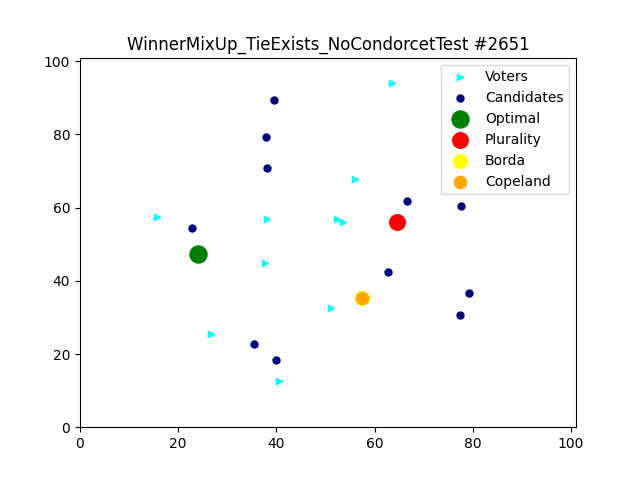 WinnerMixUp_TieExists_NoCondorcetTest #2651
Voters
Candidates
Optimal
Plurality
Borda
Copeland
100
80
60
40
20
0
0 20 40 60 80 100